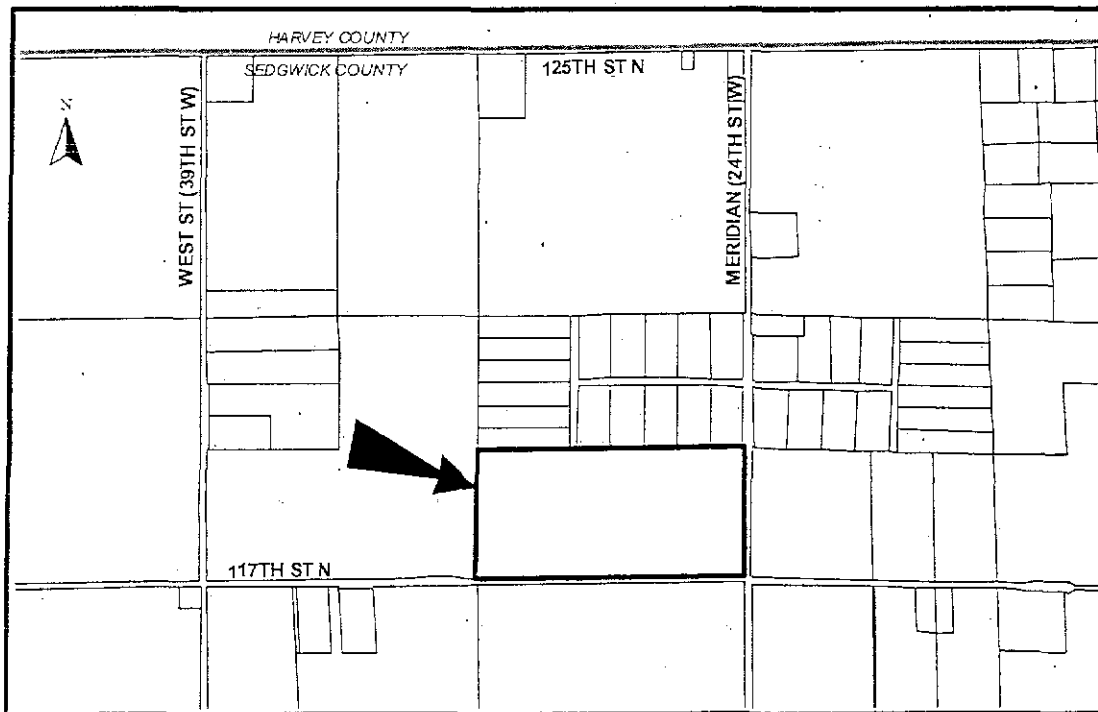 HARVEY COUNTY
SEDGWICK COUNTY
125TH ST N
N
WEST ST (39TH ST W)
MERIDIAN (24TH ST W)
117TH ST N